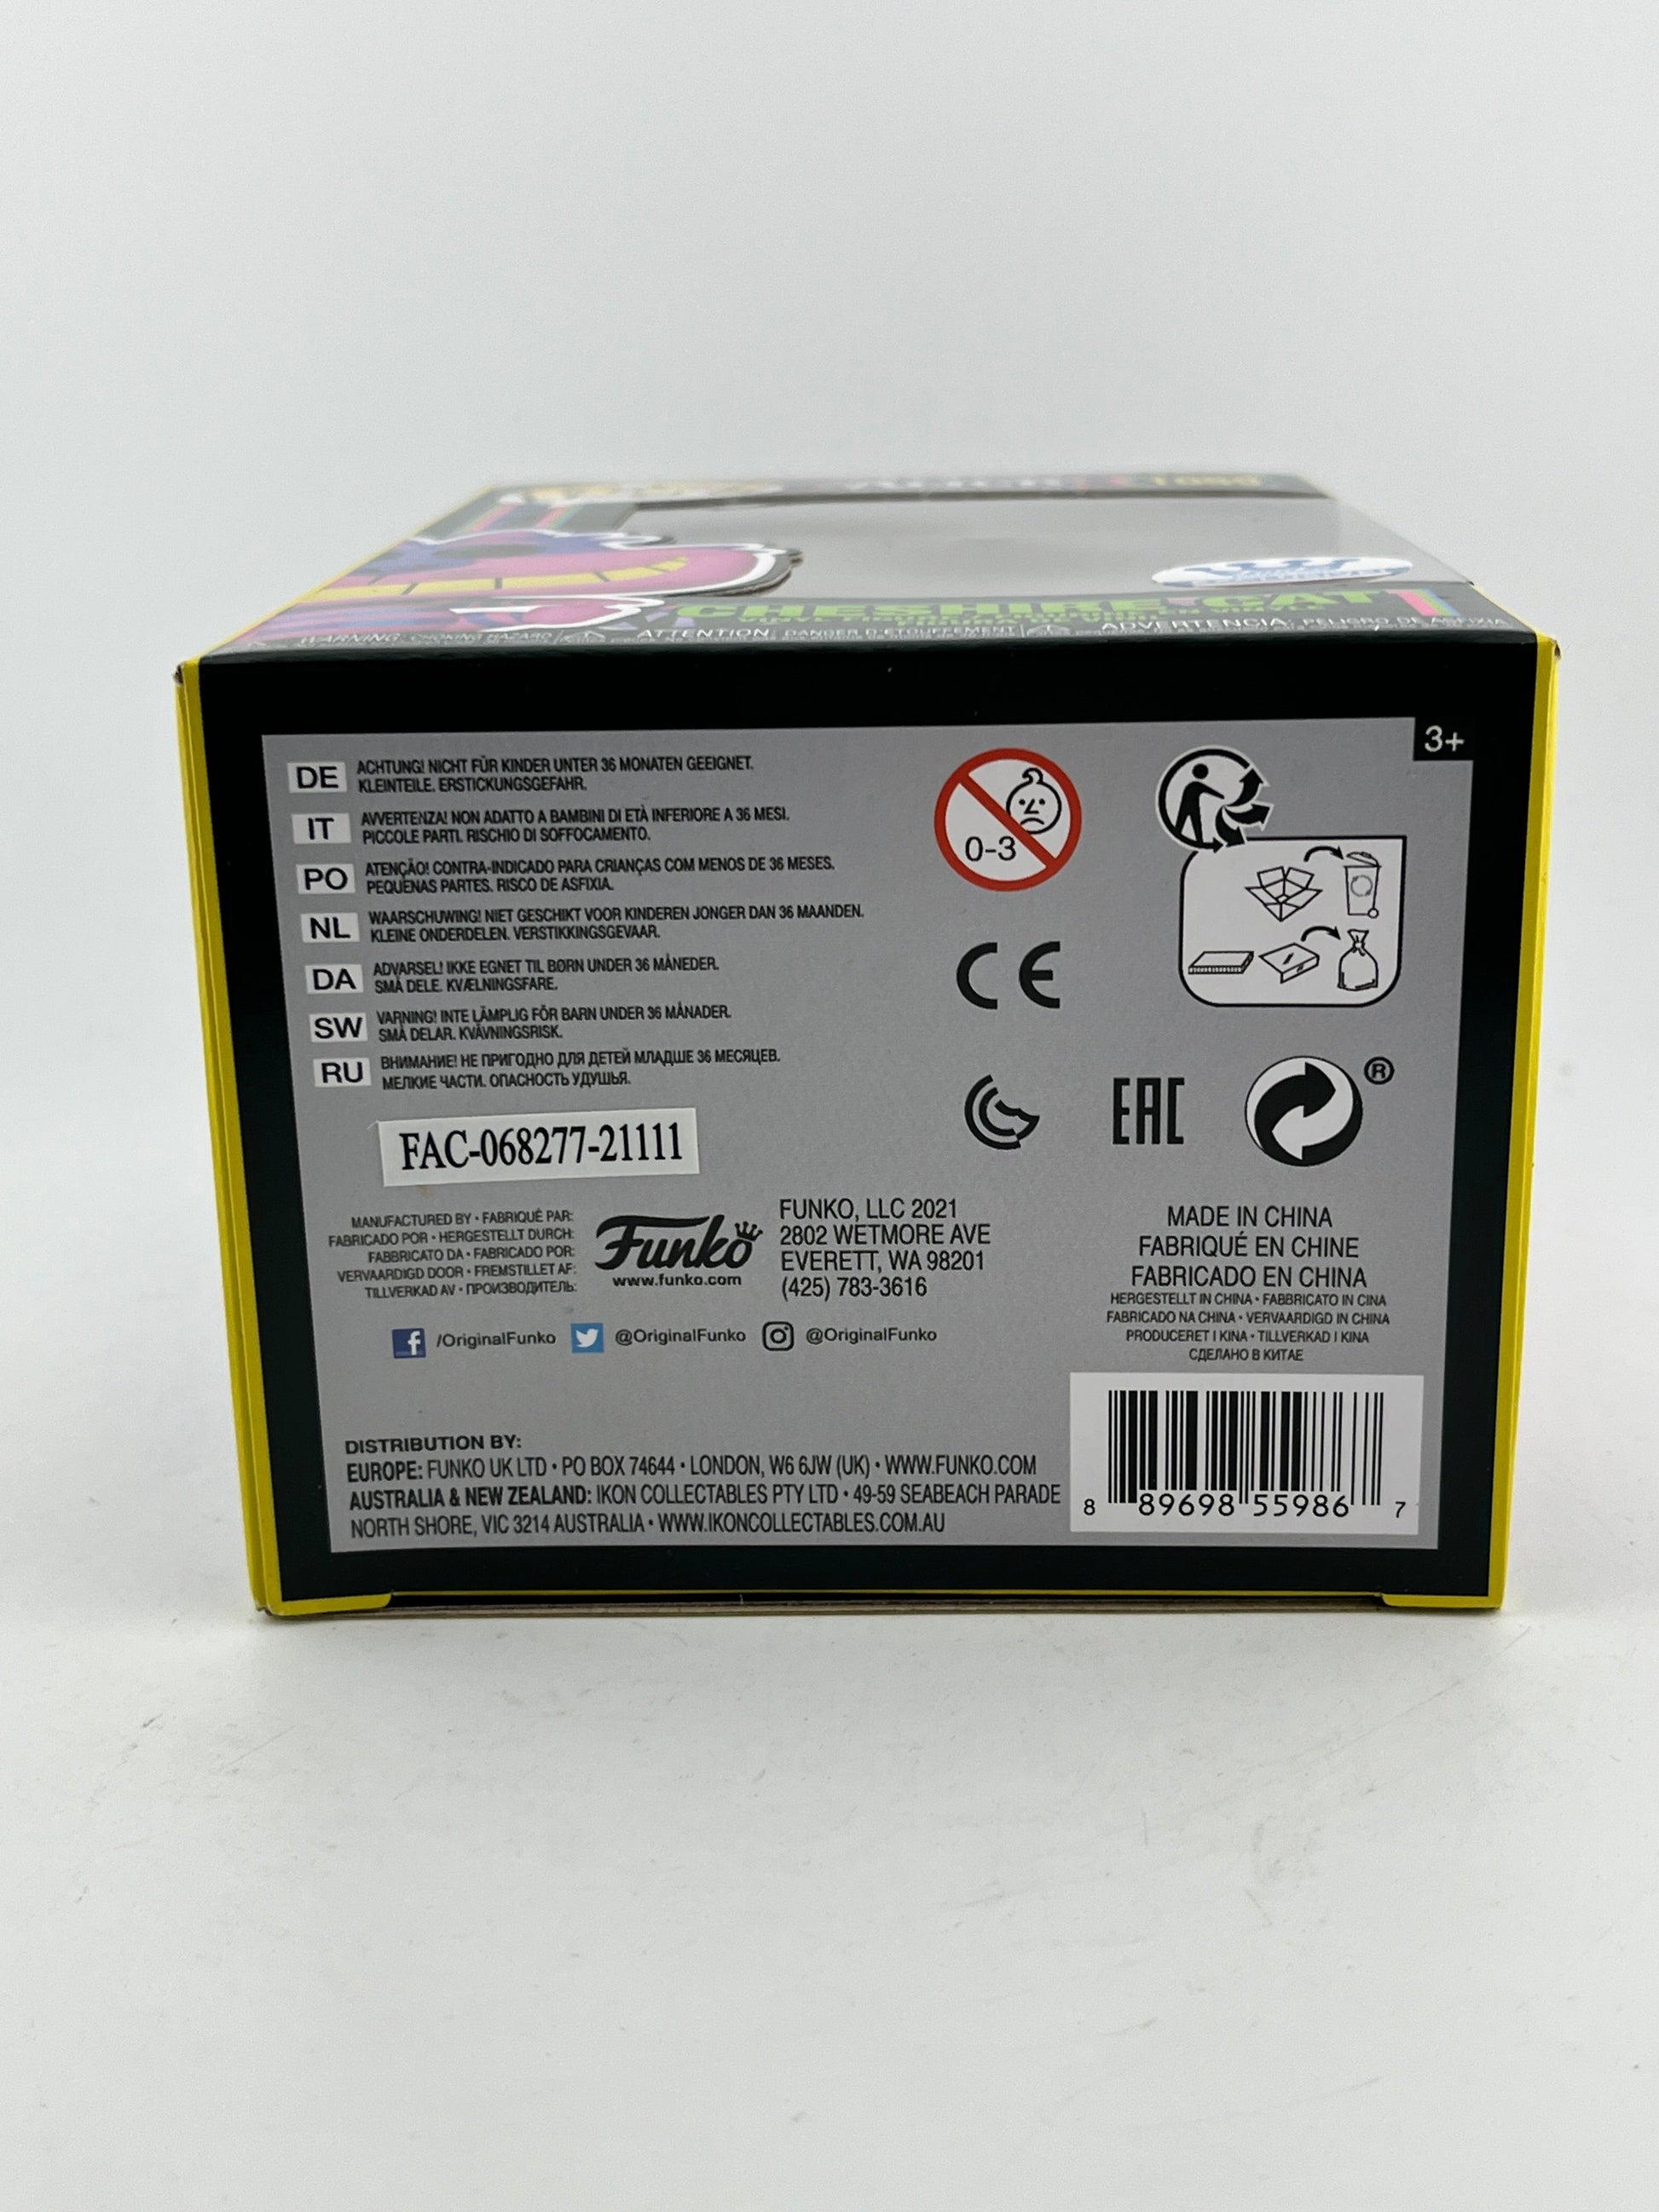 CHESHIRE CAT
WARNING: CHOKING HAZARD
ATTENTION: DANGER D'ÉTOUFFEMENT
ADVERTENCIA: PELIGRO DE ASFIXIA
3+
DE ACHTUNG! NICHT FÜR KINDER UNTER 36 MONATEN GEEIGNET.
KLEINTEILE. ERSTICKUNGSGEFAHR.
IT AVVERTENZA! NON ADATTO A BAMBINI DI ETÀ INFERIORE A 36 MESI.
PICCOLE PARTI. RISCHIO DI SOFFOCAMENTO.
PO ATENÇÃO! CONTRA-INDICADO PARA CRIANÇAS COM MENOS DE 36 MESES.
PEQUENAS PARTES. RISCO DE ASFIXIA.
NL WAARSCHUWING! NIET GESCHIKT VOOR KINDEREN JONGER DAN 36 MAANDEN.
KLEINE ONDERDELEN. VERSTIKKINGSGEVAAR.
DA ADVARSEL! IKKE EGNET TIL BØRN UNDER 36 MÅNEDER.
SMÅ DELE. KVÆLNINGSFARE.
SW VARNING! INTE LÄMPLIG FÖR BARN UNDER 36 MÅNADER.
SMÅ DELAR. KVÄVNINGSRISK.
RU ВНИМАНИЕ! НЕ ПРИГОДНО ДЛЯ ДЕТЕЙ МЛАДШЕ 36 МЕСЯЦЕВ.
МЕЛКИЕ ЧАСТИ. ОПАСНОСТЬ УДУШЬЯ.
0-3
CE
EAC
®
FAC-068277-21111
MANUFACTURED BY • FABRIQUÉ PAR:
FABRICADO POR • HERGESTELLT DURCH:
FABBRICATO DA • FABRICADO POR:
VERVAARDIGD DOOR • FREMSTILLET AF:
TILLVERKAD AV • ПРОИЗВОДИТЕЛЬ:
Funko
www.funko.com
FUNKO, LLC 2021
2802 WETMORE AVE
EVERETT, WA 98201
(425) 783-3616
/OriginalFunko @OriginalFunko @OriginalFunko
MADE IN CHINA
FABRIQUÉ EN CHINE
FABRICADO EN CHINA
HERGESTELLT IN CHINA • FABBRICATO IN CINA
FABRICADO NA CHINA • VERVAARDIGD IN CHINA
PRODUCERET I KINA • TILLVERKAD I KINA
СДЕЛАНО В КИТАЕ
DISTRIBUTION BY:
EUROPE: FUNKO UK LTD • PO BOX 74644 • LONDON, W6 6JW (UK) • WWW.FUNKO.COM
AUSTRALIA & NEW ZEALAND: IKON COLLECTABLES PTY LTD • 49-59 SEABEACH PARADE
NORTH SHORE, VIC 3214 AUSTRALIA • WWW.IKONCOLLECTABLES.COM.AU
8 89698 55986 7